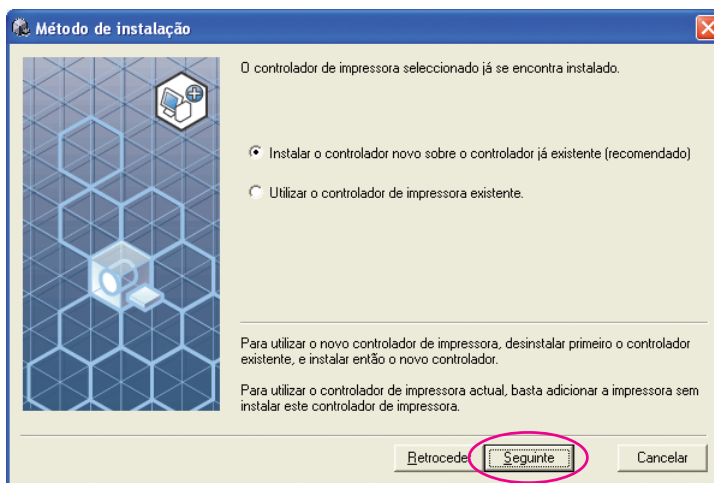 Método de instalação
O controlador de impressora seleccionado já se encontra instalado.
Instalar o controlador novo sobre o controlador já existente (recomendado)
Utilizar o controlador de impressora existente.
Para utilizar o novo controlador de impressora, desinstalar primeiro o controlador
existente, e instalar então o novo controlador.
Para utilizar o controlador de impressora actual, basta adicionar a impressora sem
instalar este controlador de impressora.
Retroceder Seguinte Cancelar